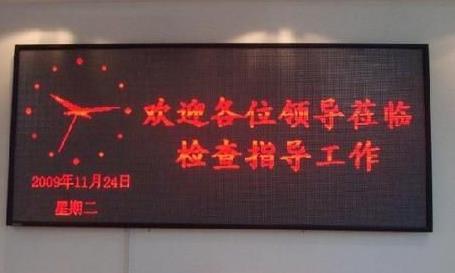 欢迎各位领导莅临
检查指导工作
2009年11月24日
星期二